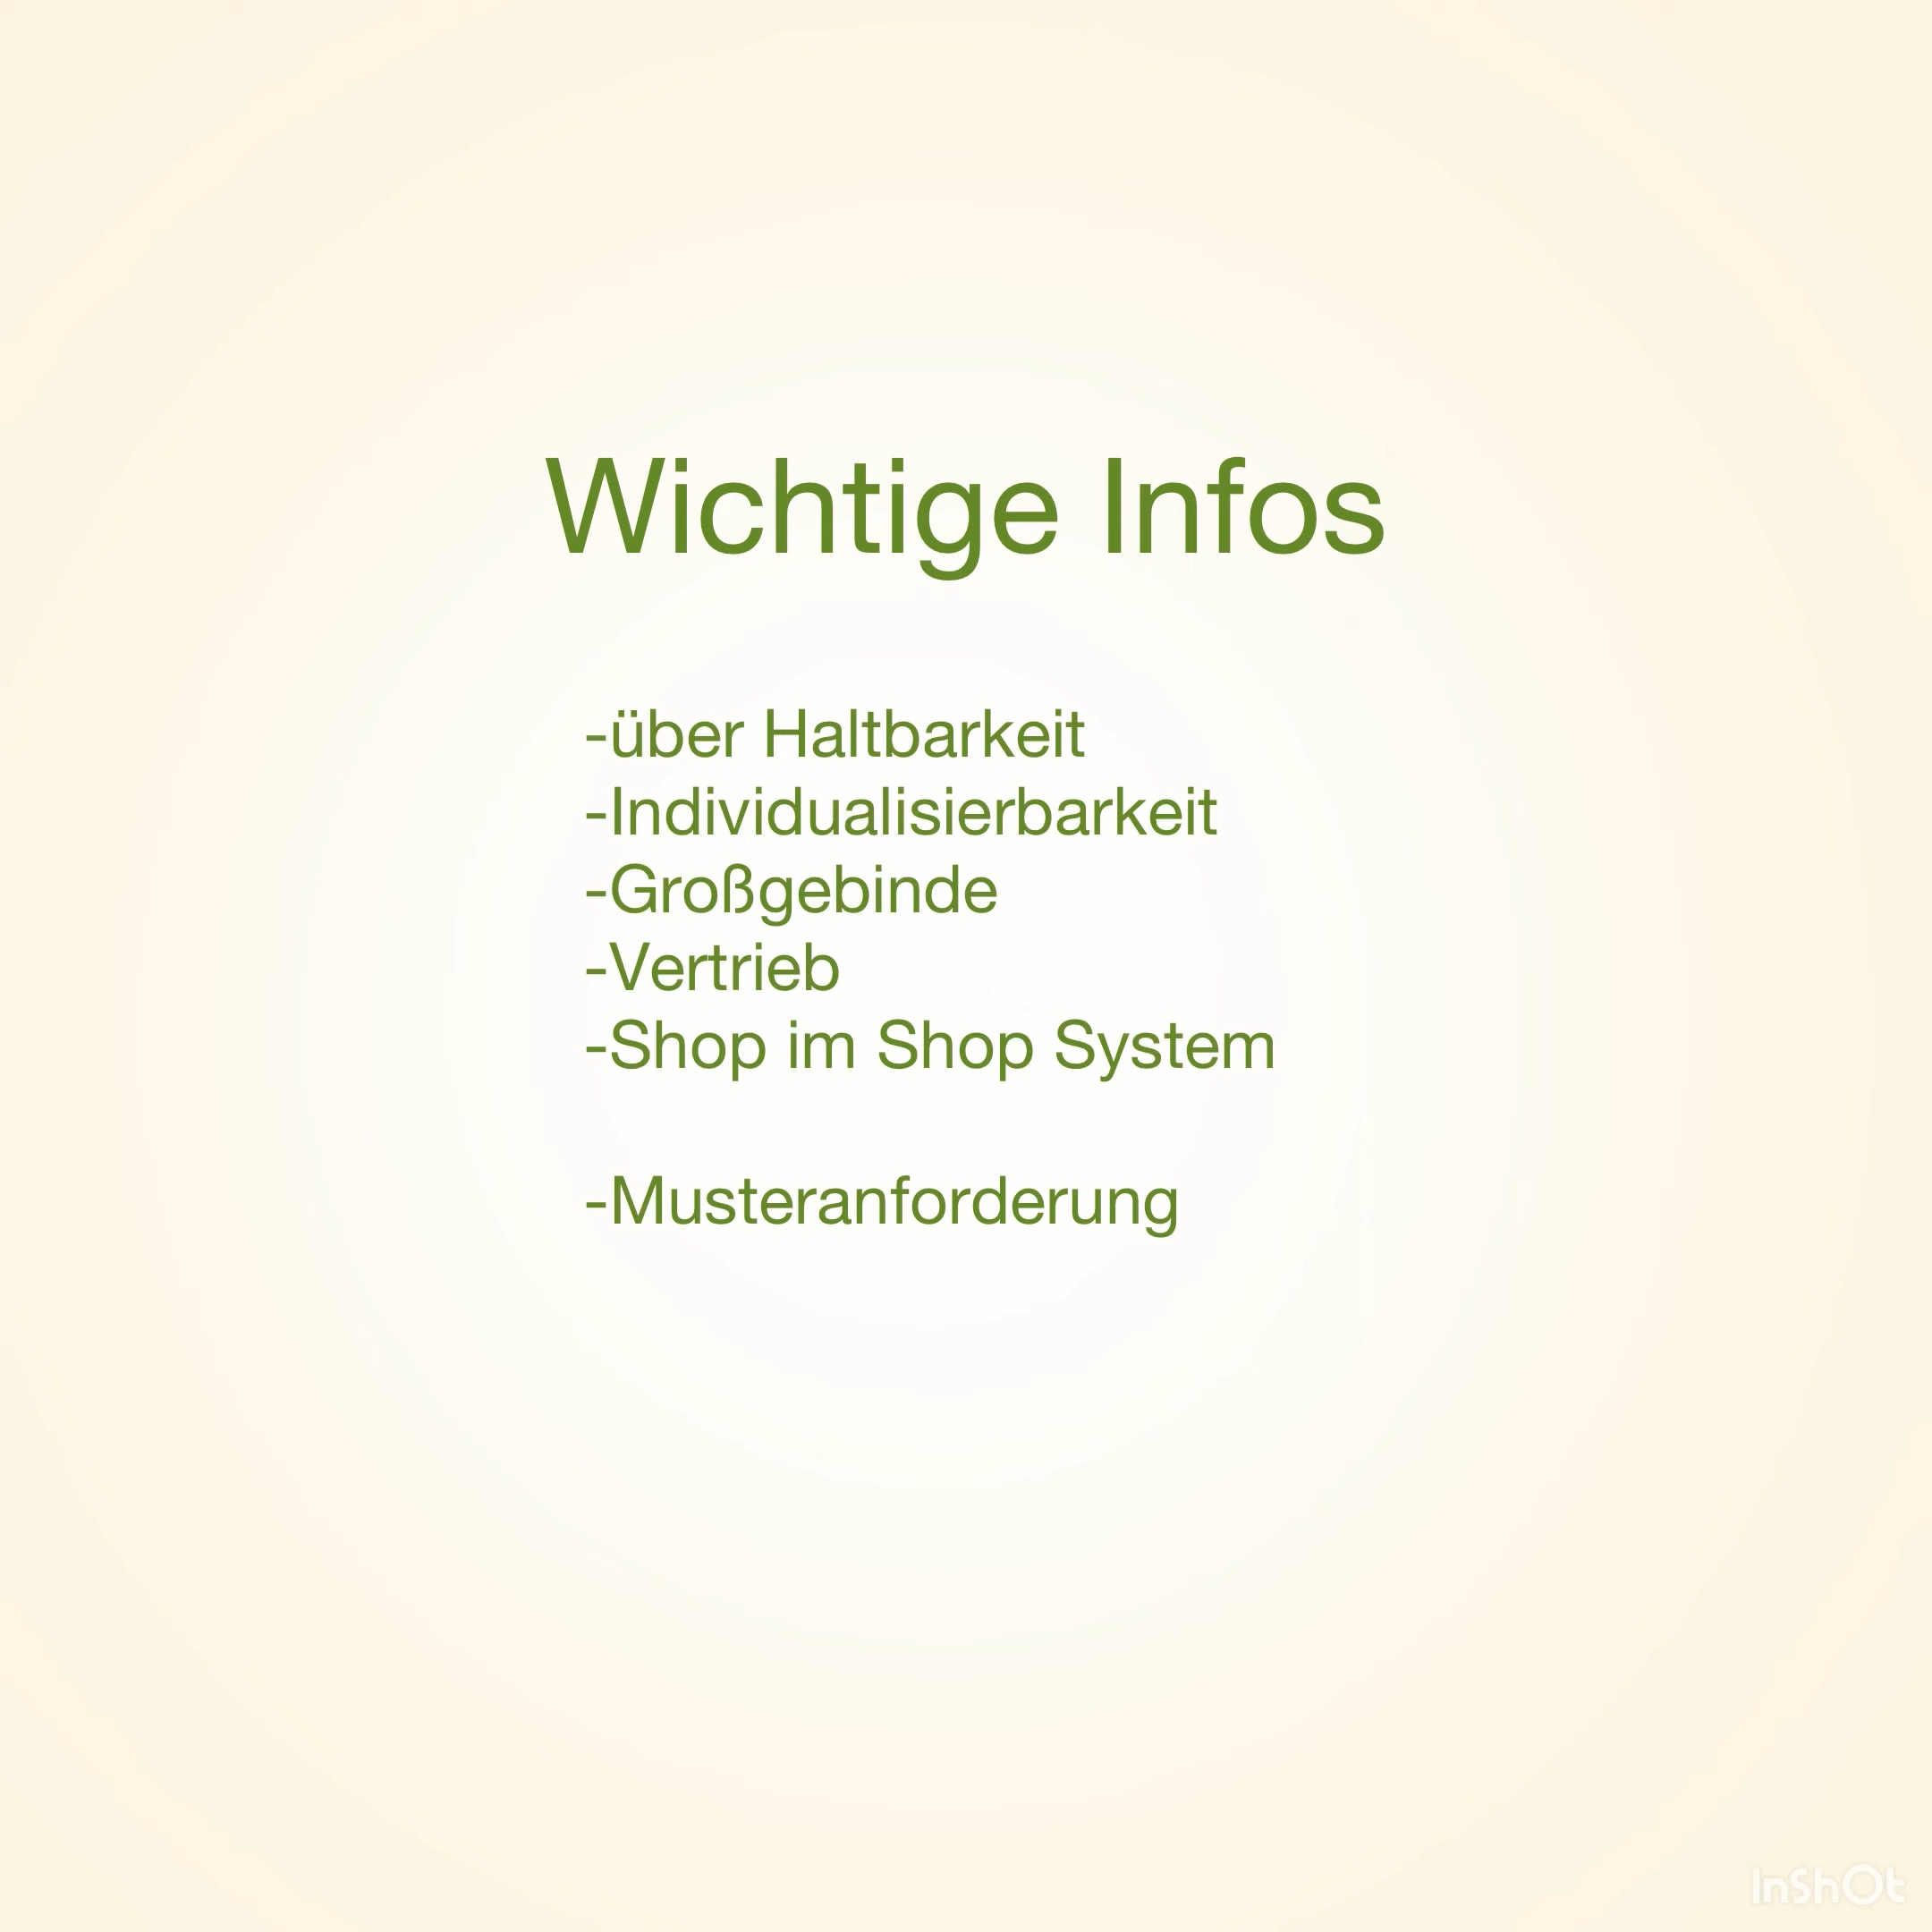 Wichtige Infos
-über Haltbarkeit
-Individualisierbarkeit
-Großgebinde
-Vertrieb
-Shop im Shop System
-Musteranforderung
InShOt